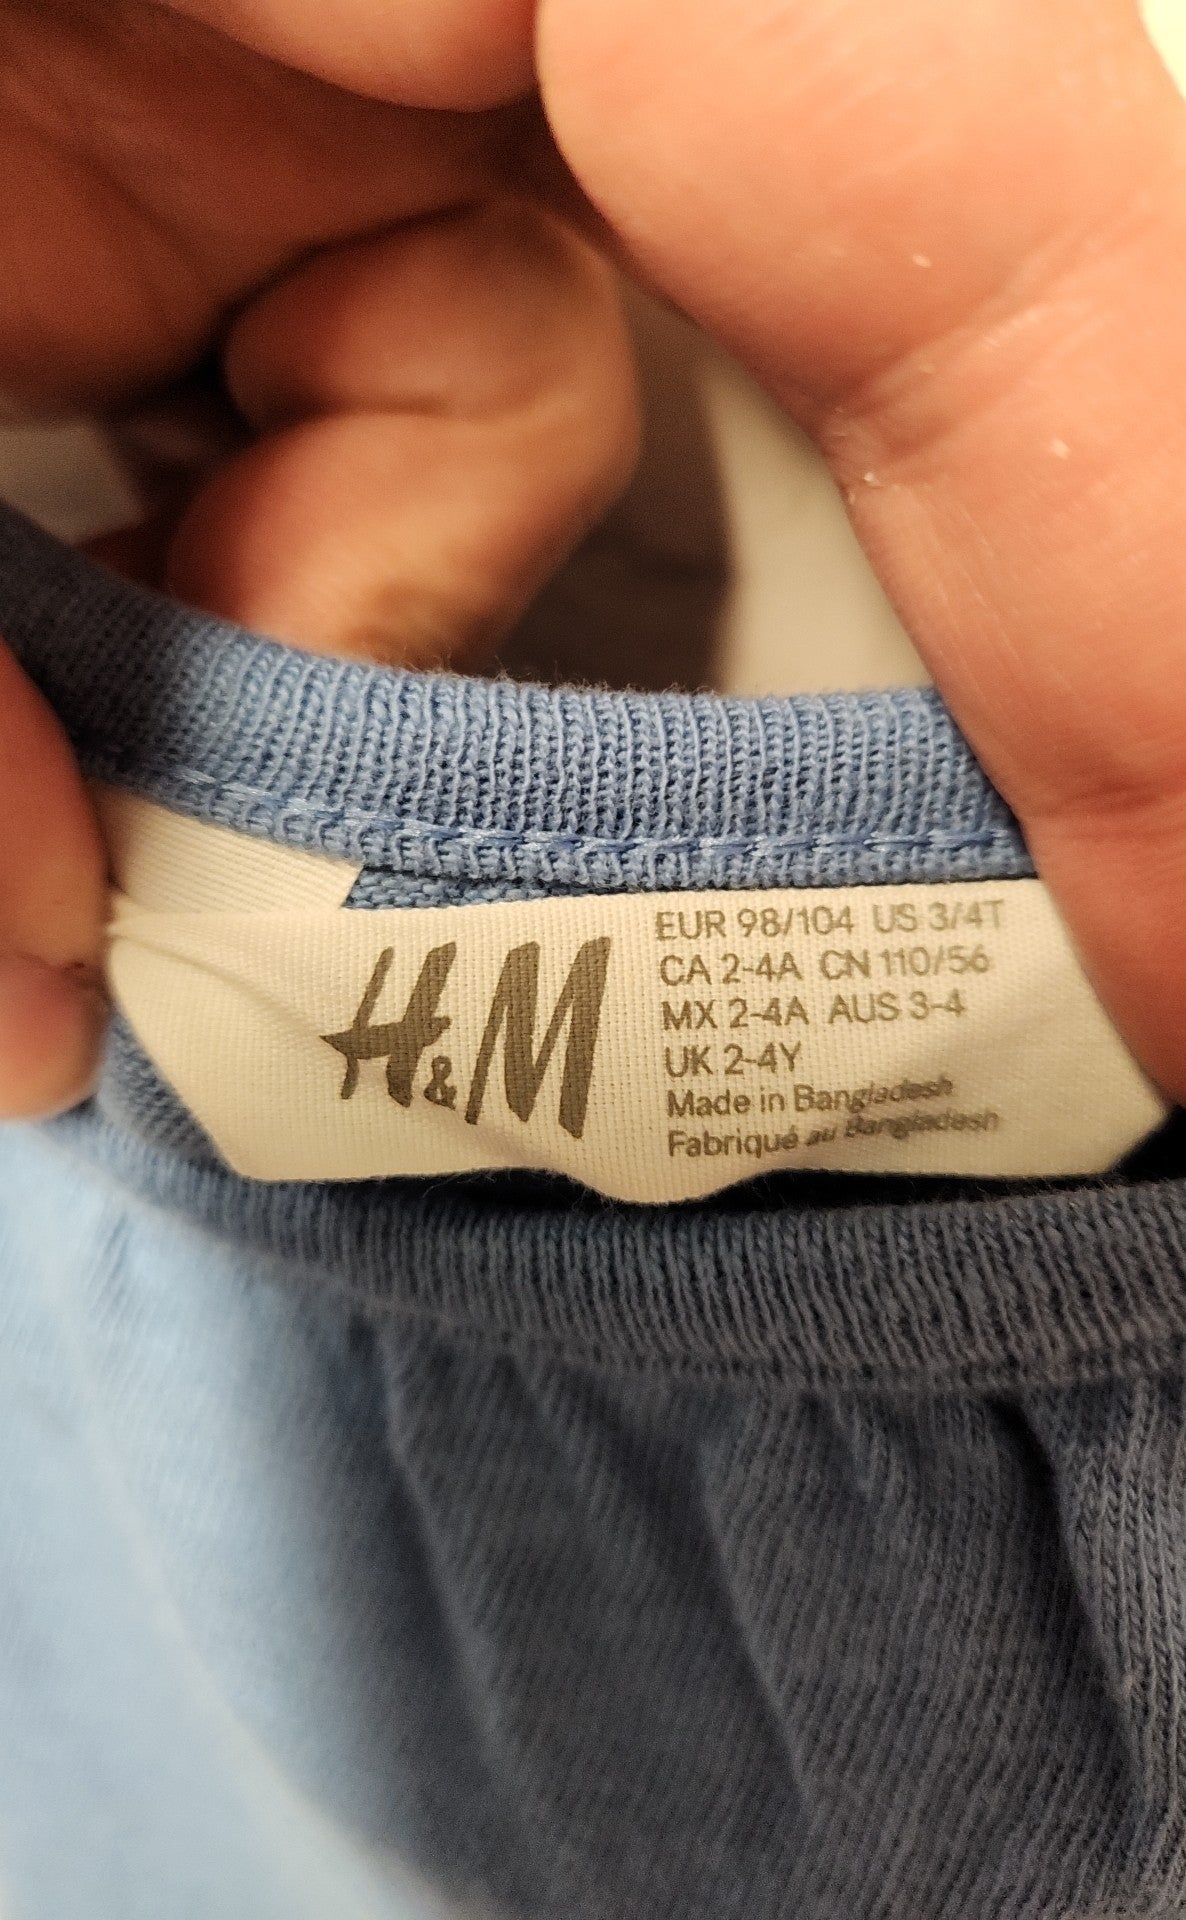 H&M
EUR 98/104 US 3/4T
CA 2-4A CN 110/56
MX 2-4A AUS 3-4
UK 2-4Y
Made in Bangladesh
Fabriqué au Bangladesh